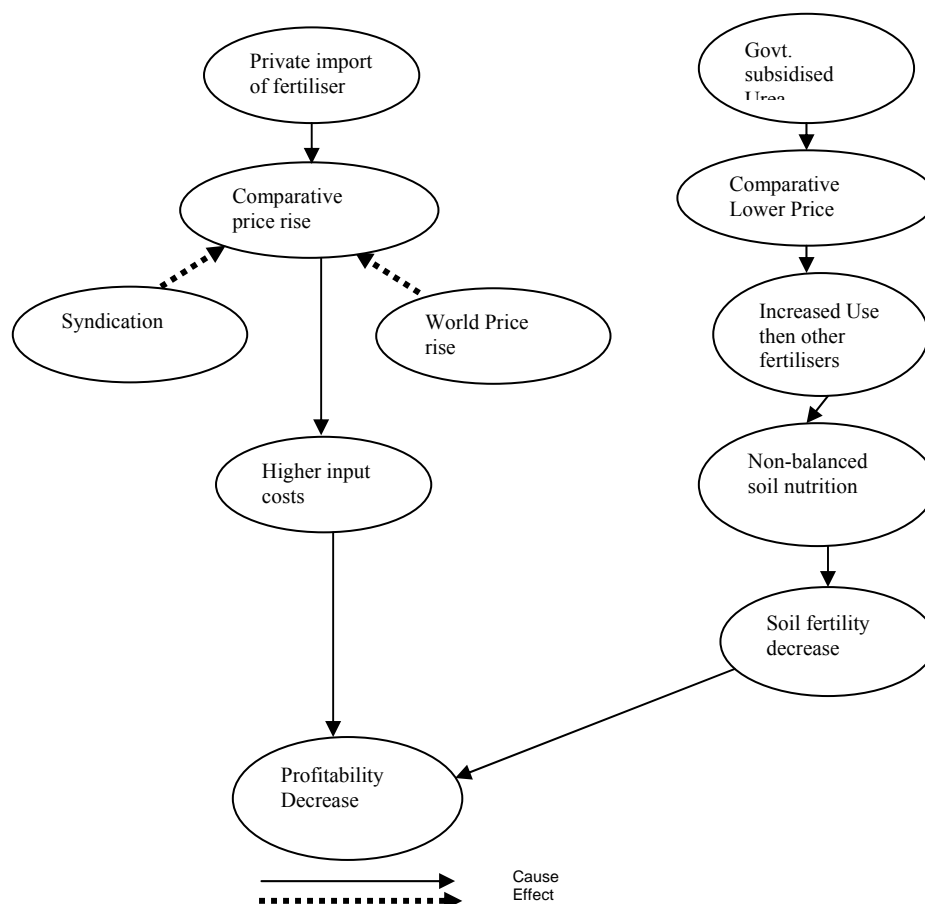 Private import
of fertiliser
Govt.
subsidised
Urea
Comparative
price rise
Comparative
Lower Price
Syndication
World Price
rise
Increased Use
then other
fertilisers
Higher input
costs
Non-balanced
soil nutrition
Soil fertility
decrease
Profitability
Decrease
Cause
Effect